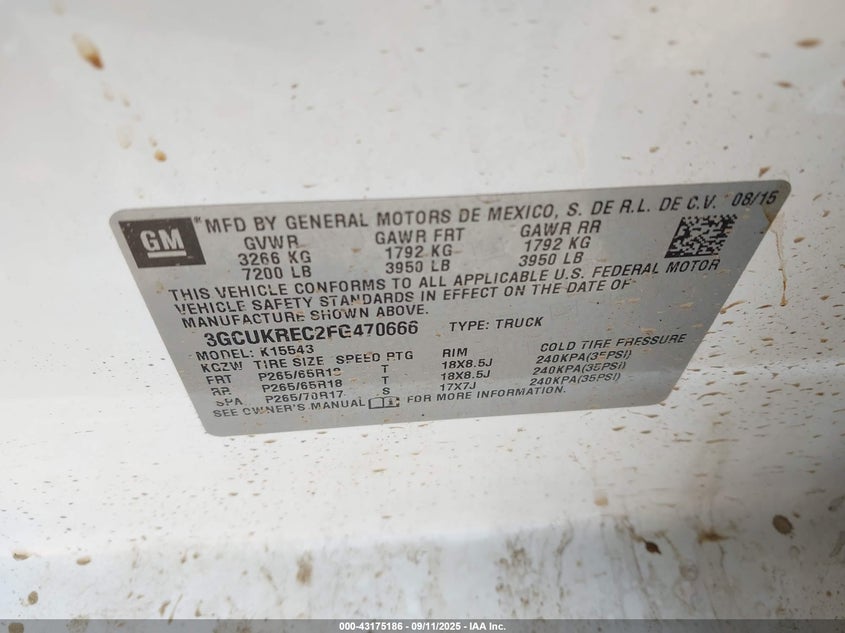 GM
MFD BY GENERAL MOTORS DE MEXICO, S. DE R.L. DE C.V. 08/15
GVWR GAWR FRT GAWR RR
3266 KG 1792 KG 1792 KG
7200 LB 3950 LB 3950 LB
THIS VEHICLE CONFORMS TO ALL APPLICABLE U.S. FEDERAL MOTOR
VEHICLE SAFETY STANDARDS IN EFFECT ON THE DATE OF
MANUFACTURE SHOWN ABOVE.
3GCUKREC2FG470666 TYPE: TRUCK
MODEL: K15543
KGZW TIRE SIZE SPEED RTG RIM COLD TIRE PRESSURE
FRT P265/65R18 T 18X8.5J 240KPA(35PSI)
RR P265/65R18 T 18X8.5J 240KPA(35PSI)
SPA P265/70R17 S 17X7J 240KPA(35PSI)
SEE OWNER'S MANUAL FOR MORE INFORMATION.
000-43175186 - 09/11/2025 - IAA Inc.